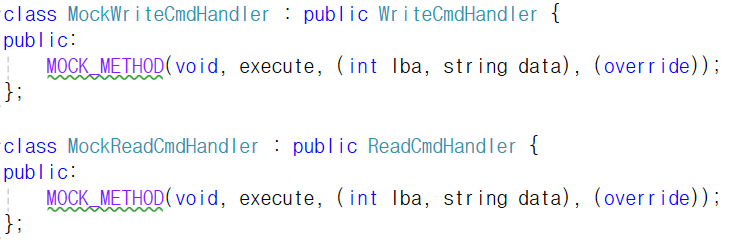 class MockWriteCmdHandler : public WriteCmdHandler {
public:
    MOCK_METHOD(void, execute, (int lba, string data), (override));
};

class MockReadCmdHandler : public ReadCmdHandler {
public:
    MOCK_METHOD(void, execute, (int lba, string data), (override));
};